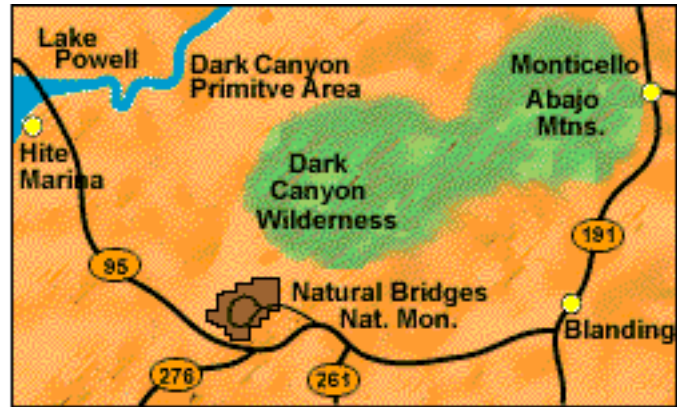 Lake
Powell
Dark Canyon
Primitve Area
Monticello
Abajo
Mtns.
Hite
Marina
Dark
Canyon
Wilderness
191
95
Natural Bridges
Nat. Mon.
Blanding
276
261